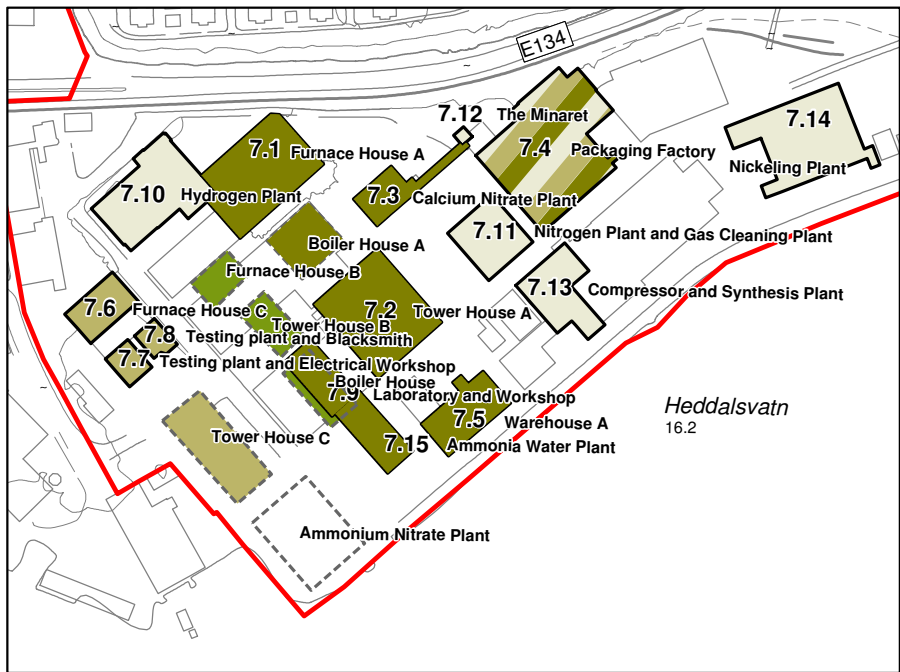 E134
7.12
The Minaret
7.14
7.1
Furnace House A
7.4
Packaging Factory
Nickeling Plant
7.10
Hydrogen Plant
7.3
Calcium Nitrate Plant
7.11
Nitrogen Plant and Gas Cleaning Plant
Boiler House A
Furnace House B
7.13
Compressor and Synthesis Plant
7.6
Furnace House C
7.2
Tower House A
Tower House B
7.8
Testing plant and Blacksmith
7.7
Testing plant and Electrical Workshop
Boiler House
7.9
Laboratory and Workshop
Heddalsvatn
16.2
7.5
Warehouse A
Tower House C
7.15
Ammonia Water Plant
Ammonium Nitrate Plant